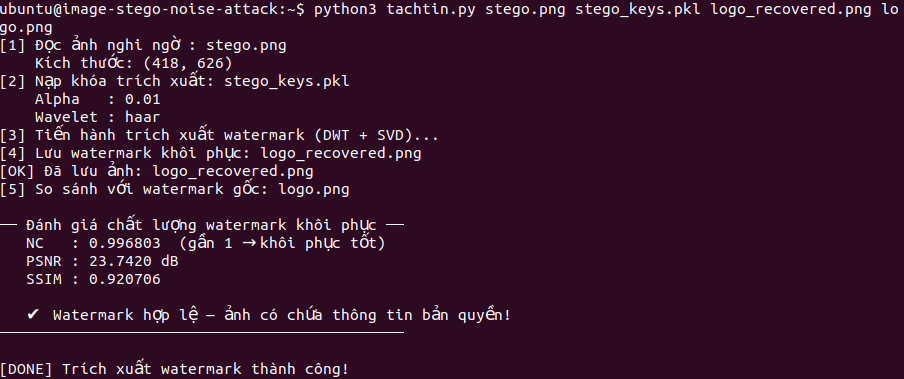 ubuntu@image-stego-noise-attack:~$ python3 tachtin.py stego.png stego_keys.pkl logo_recovered.png lo
go.png
[1] Đọc ảnh nghi ngờ : stego.png
    Kích thước: (418, 626)
[2] Nạp khóa trích xuất: stego_keys.pkl
    Alpha   : 0.01
    Wavelet : haar
[3] Tiến hành trích xuất watermark (DWT + SVD)...
[4] Lưu watermark khôi phục: logo_recovered.png
[OK] Đã lưu ảnh: logo_recovered.png
[5] So sánh với watermark gốc: logo.png

── Đánh giá chất lượng watermark khôi phục ──
   NC   : 0.996803  (gần 1 → khôi phục tốt)
   PSNR : 23.7420 dB
   SSIM : 0.920706

   ✔  Watermark hợp lệ — ảnh có chứa thông tin bản quyền!
─────────────────────────────────────────────

[DONE] Trích xuất watermark thành công!